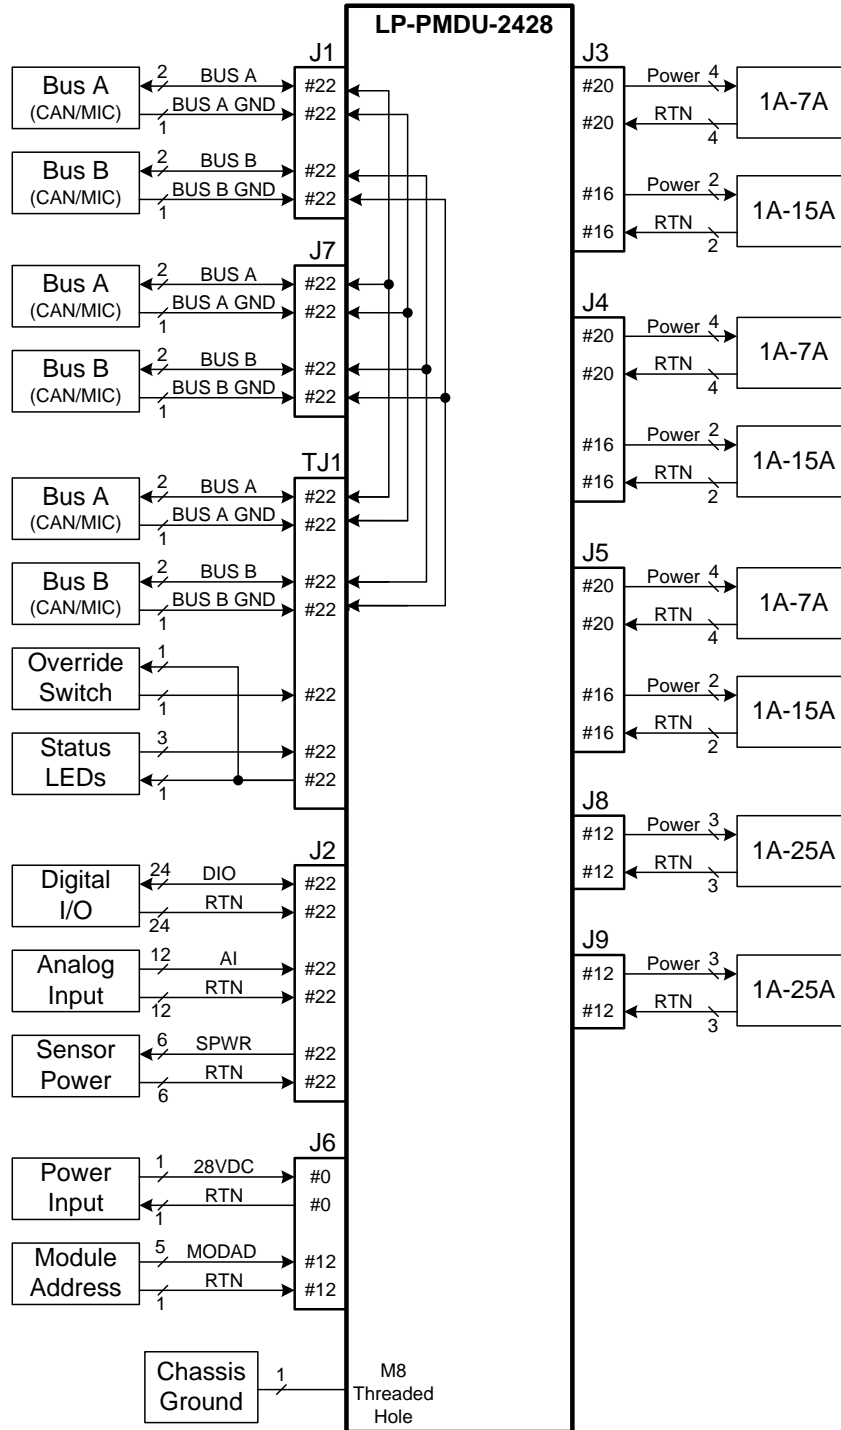 LP-PMDU-2428
J1
Bus A
(CAN/MIC)
2 BUS A #22
BUS A GND #22
1
Bus B
(CAN/MIC)
2 BUS B #22
BUS B GND #22
1
J7
Bus A
(CAN/MIC)
2 BUS A #22
BUS A GND #22
1
Bus B
(CAN/MIC)
2 BUS B #22
BUS B GND #22
1
TJ1
Bus A
(CAN/MIC)
2 BUS A #22
BUS A GND #22
1
Bus B
(CAN/MIC)
2 BUS B #22
BUS B GND #22
1
Override
Switch
1
1 #22
Status
LEDs
3 #22
1 #22
J2
Digital
I/O
24 DIO #22
RTN #22
24
Analog
Input
12 AI #22
RTN #22
12
Sensor
Power
6 SPWR #22
RTN #22
6
J6
Power
Input
1 28VDC #0
RTN #0
1
Module
Address
5 MODAD #12
RTN #12
1
Chassis
Ground
1
M8
Threaded
Hole
J3
#20 Power 4
#20 RTN
4
1A-7A
#16 Power 2
#16 RTN
2
1A-15A
J4
#20 Power 4
#20 RTN
4
1A-7A
#16 Power 2
#16 RTN
2
1A-15A
J5
#20 Power 4
#20 RTN
4
1A-7A
#16 Power 2
#16 RTN
2
1A-15A
J8
#12 Power 3
#12 RTN
3
1A-25A
J9
#12 Power 3
#12 RTN
3
1A-25A